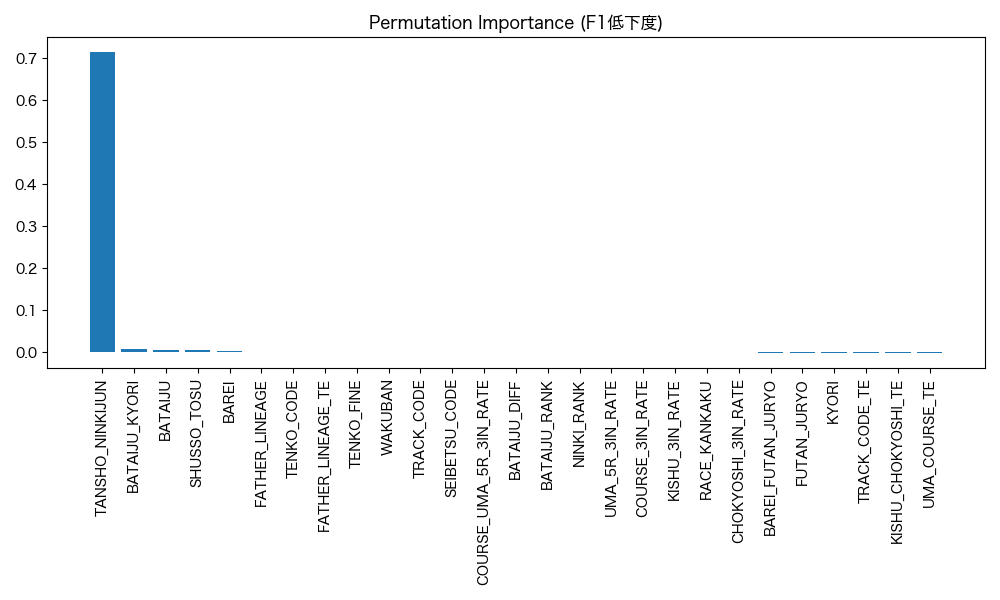 Permutation Importance (F1低下度)
0.7
0.6
0.5
0.4
0.3
0.2
0.1
0.0
TANSHO_NINKIJUN
BATAIJU_KYORI
BATAIJU
SHUSSO_TOSU
BAREI
FATHER_LINEAGE
TENKO_CODE
FATHER_LINEAGE_TE
TENKO_FINE
WAKUBAN
TRACK_CODE
SEIBETSU_CODE
COURSE_UMA_5R_3IN_RATE
BATAIJU_DIFF
BATAIJU_RANK
NINKI_RANK
UMA_5R_3IN_RATE
COURSE_3IN_RATE
KISHU_3IN_RATE
RACE_KANKAKU
CHOKYOSHI_3IN_RATE
BAREI_FUTAN_JURYO
FUTAN_JURYO
KYORI
TRACK_CODE_TE
KISHU_CHOKYOSHI_TE
UMA_COURSE_TE